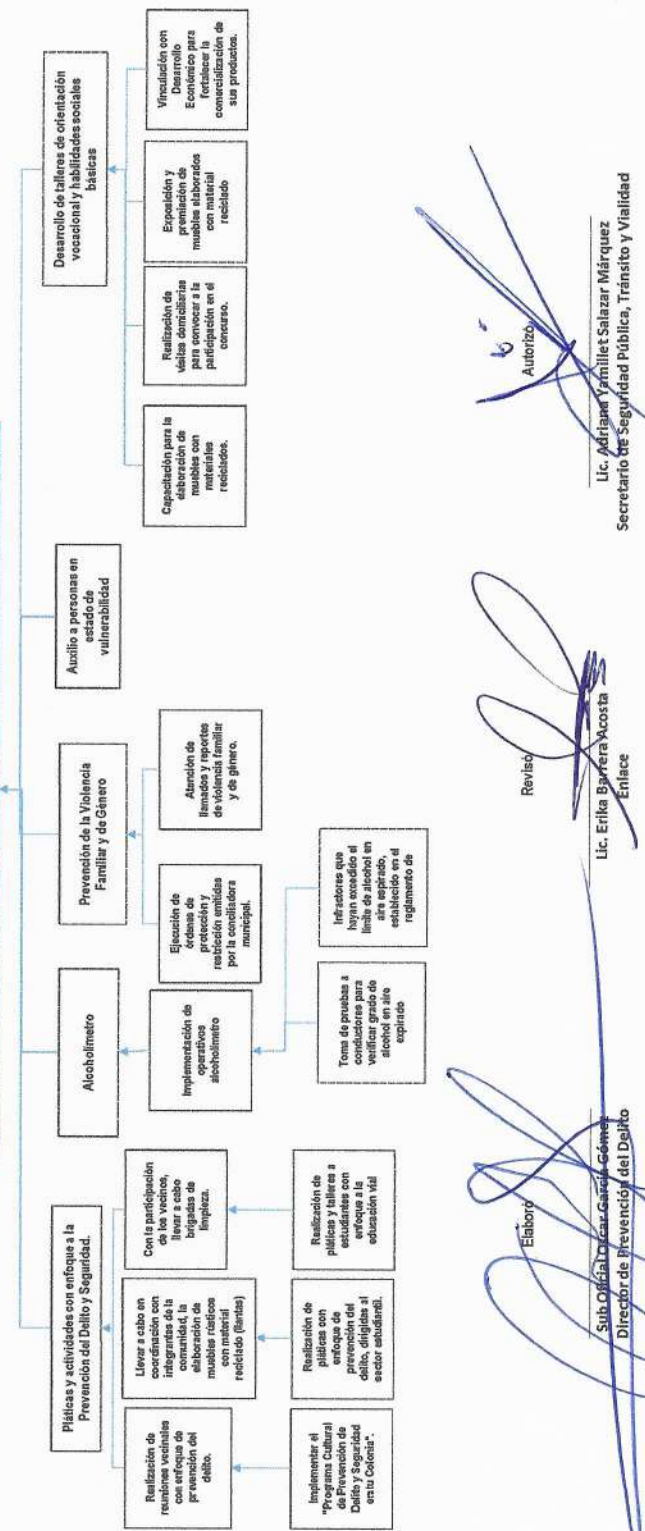 Pláticas y actividades con enfoque a la
Prevención del Delito y Seguridad.
Realización de
reuniones vecinales
con enfoque de
prevención del
delito.
Llevar a cabo en
coordinación con
integrantes de la
comunidad, la
elaboración de
muebles rústicos
con material
reciclado (llantas)
Con la participación
de los vecinos,
llevar a cabo
brigadas de
limpieza.
Implementar el
"Programa Cultural
de Prevención de
Delito y Seguridad
en tu Colonia".
Realización de
pláticas con
enfoque de
prevención del
delito, dirigidas al
sector estudiantil.
Realización de
pláticas y talleres a
estudiantes con
enfoque a la
educación vial
Alcoholímetro
Implementación de
operativos
alcoholímetro
Toma de pruebas a
conductores para
verificar grado de
alcohol en aire
expirado
Infractores que
hayan excedido el
límite de alcohol en
aire espirado,
establecido en el
reglamento de
Prevención de la Violencia
Familiar y de Género
Ejecución de
órdenes de
protección y
restricción emitidas
por la conciliadora
municipal.
Atención de
llamados y reportes
de violencia familiar
y de género.
Auxilio a personas en
estado de
vulnerabilidad
Desarrollo de talleres de orientación
vocacional y habilidades sociales
básicas
Capacitación para la
elaboración de
muebles con
materiales
reciclados.
Realización de
visitas domiciliarias
para convocar a la
participación en el
concurso.
Exposición y
premiación de
muebles elaborados
con material
reciclado
Vinculación con
Desarrollo
Económico para
fortalecer la
comercialización de
sus productos.
Elaboró
Sub Oficial Oscar García Gómez
Director de Prevención del Delito
Revisó
Lic. Erika Barrera Acosta
Enlace
Autorizó
Lic. Adriana Yamillet Salazar Márquez
Secretario de Seguridad Pública, Tránsito y Vialidad